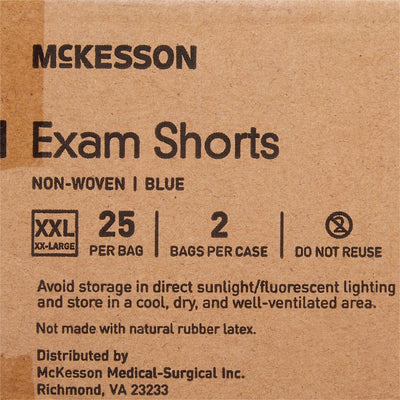 McKESSON
Exam Shorts
NON-WOVEN | BLUE
XXL 25 2
XX-LARGE PER BAG BAGS PER CASE DO NOT REUSE
Avoid storage in direct sunlight/fluorescent lighting
and store in a cool, dry, and well-ventilated area.
Not made with natural rubber latex.
Distributed by
McKesson Medical-Surgical Inc.
Richmond, VA 23233